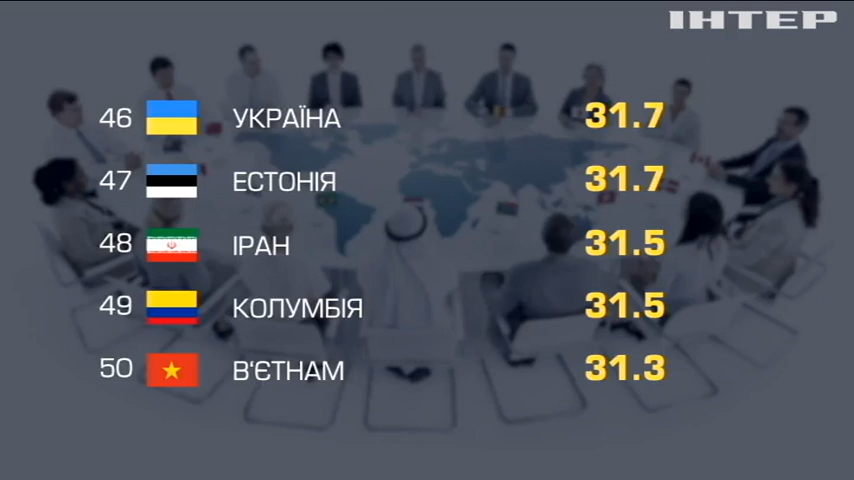 ІНТЕР
46 УКРАЇНА 31.7
47 ЕСТОНІЯ 31.7
48 ІРАН 31.5
49 КОЛУМБІЯ 31.5
50 В‘ЄТНАМ 31.3